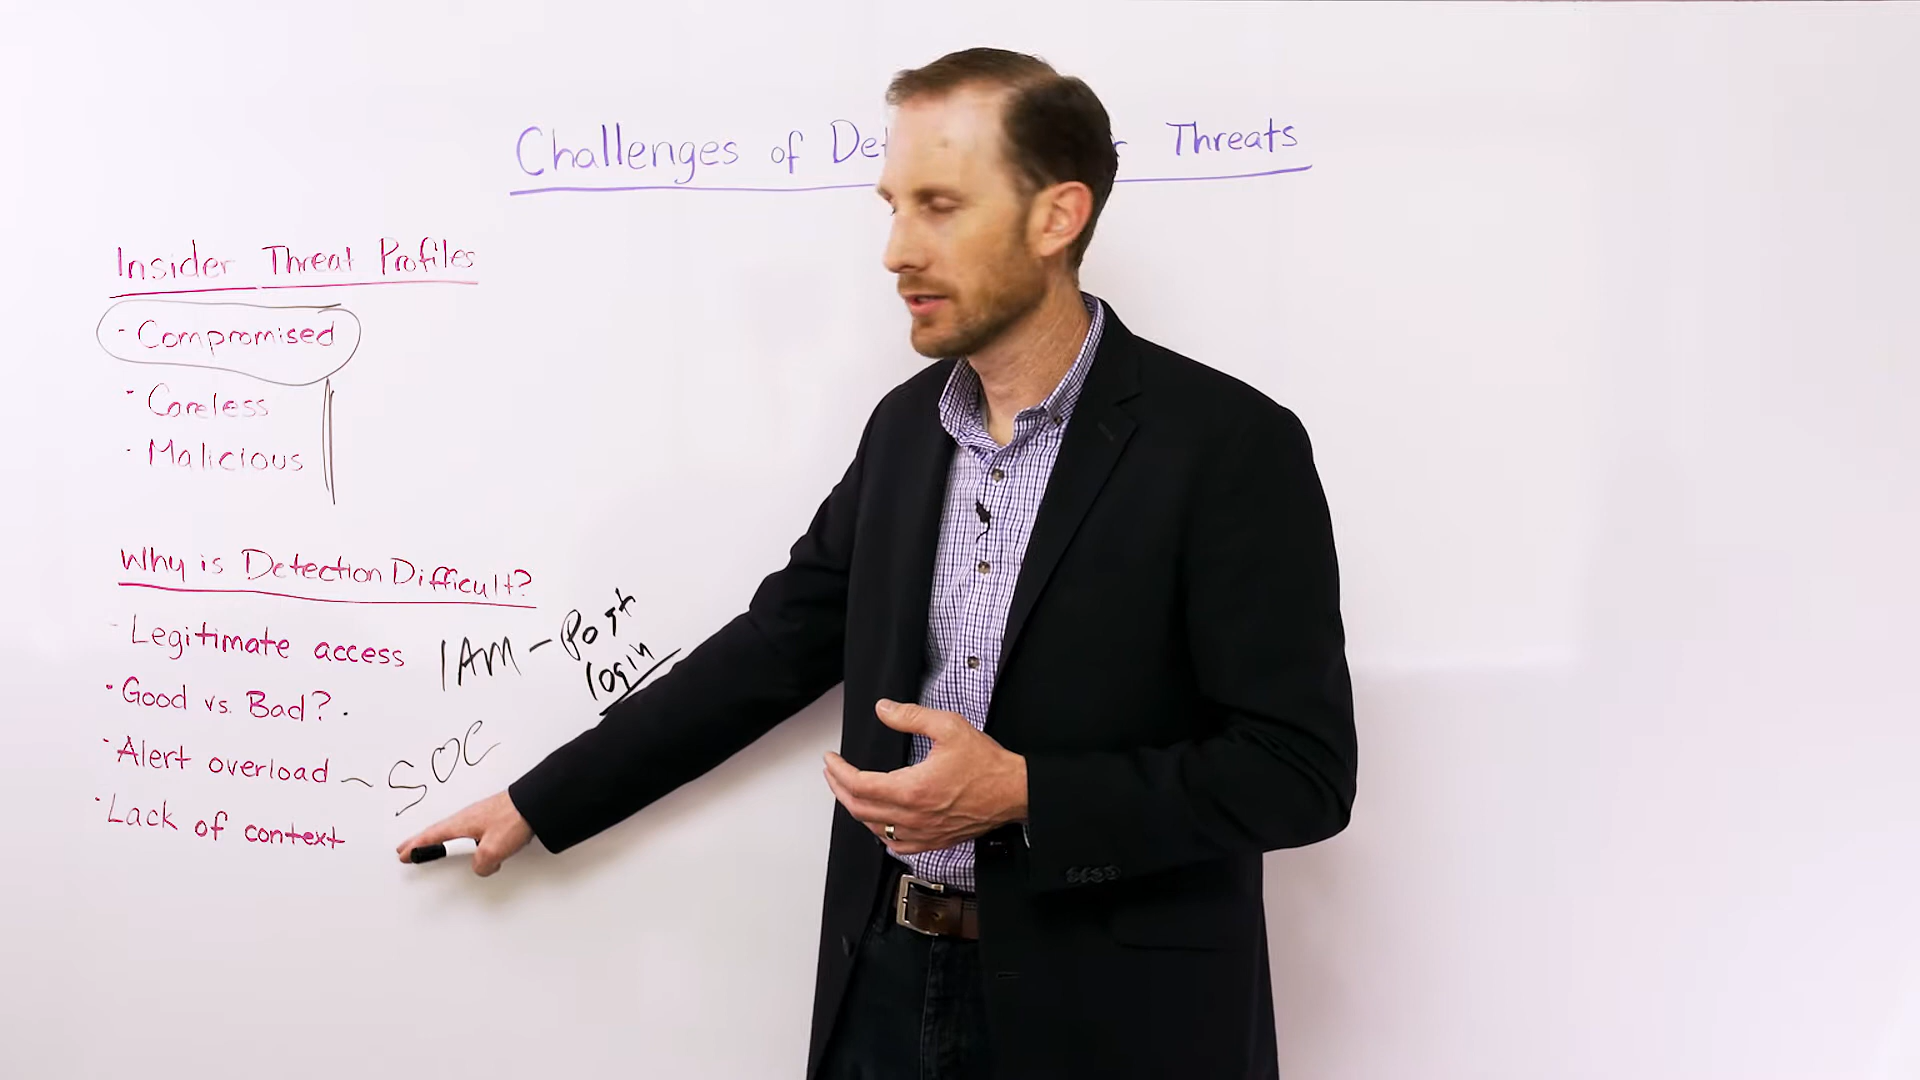 Challenges of De Threats
Insider Threat Profiles
- Compromised
- Careless
- Malicious
Why is Detection Difficult?
- Legitimate access
IAM - Post
login
- Good vs. Bad?
- Alert overload - SOC
- Lack of context